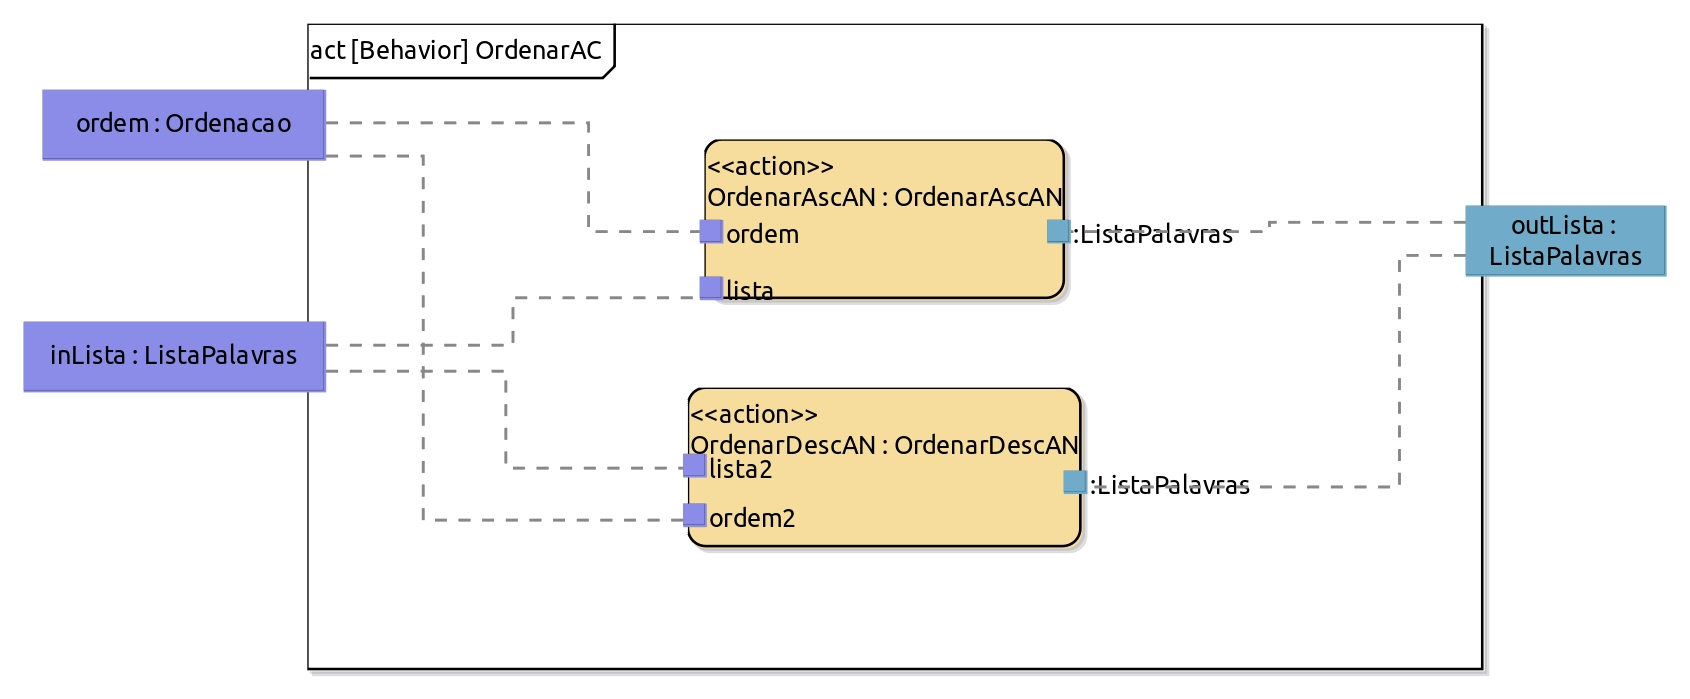 act [Behavior] OrdenarAC
ordem : Ordenacao
<<action>>
OrdenarAscAN : OrdenarAscAN
ordem
:ListaPalavras
lista
outLista :
ListaPalavras
inLista : ListaPalavras
<<action>>
OrdenarDescAN : OrdenarDescAN
lista2
:ListaPalavras
ordem2